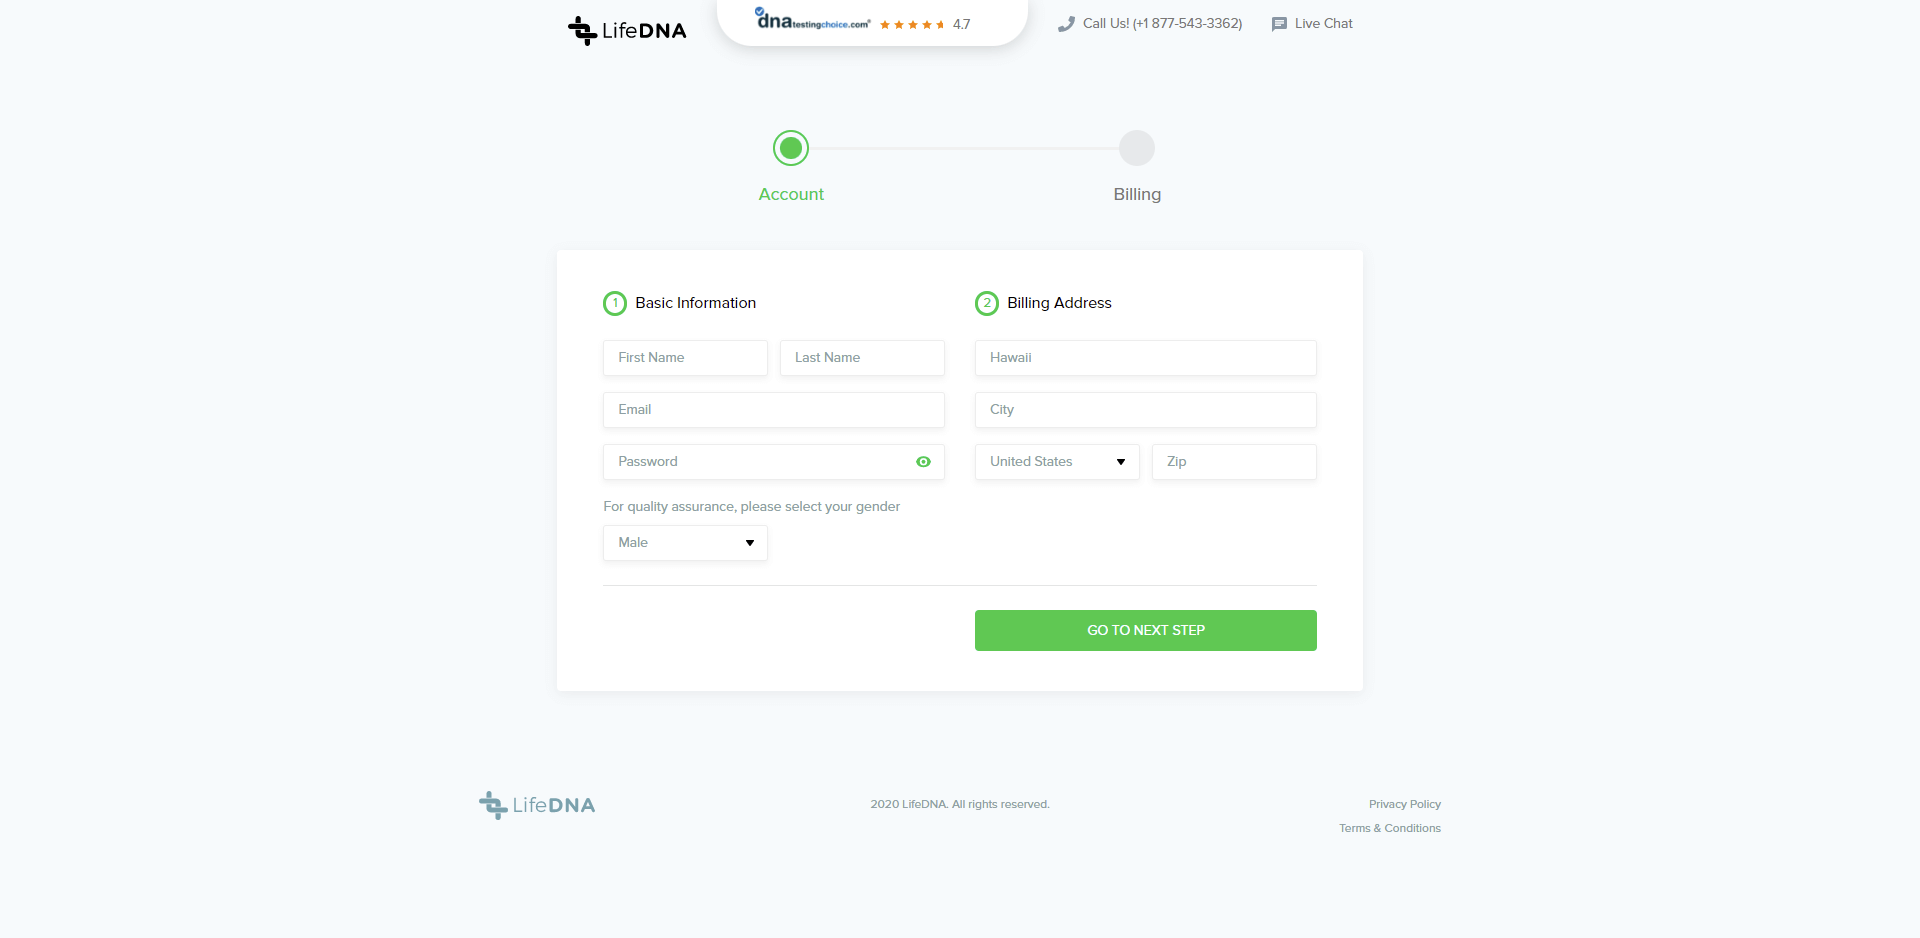 LifeDNA
dnatestingchoice.com
4.7
Call Us! (+1 877-543-3362)
Live Chat
Account
Billing
1 Basic Information
2 Billing Address
First Name
Last Name
Hawaii
Email
City
Password
United States
Zip
For quality assurance, please select your gender
Male
GO TO NEXT STEP
LifeDNA
2020 LifeDNA. All rights reserved.
Privacy Policy
Terms & Conditions